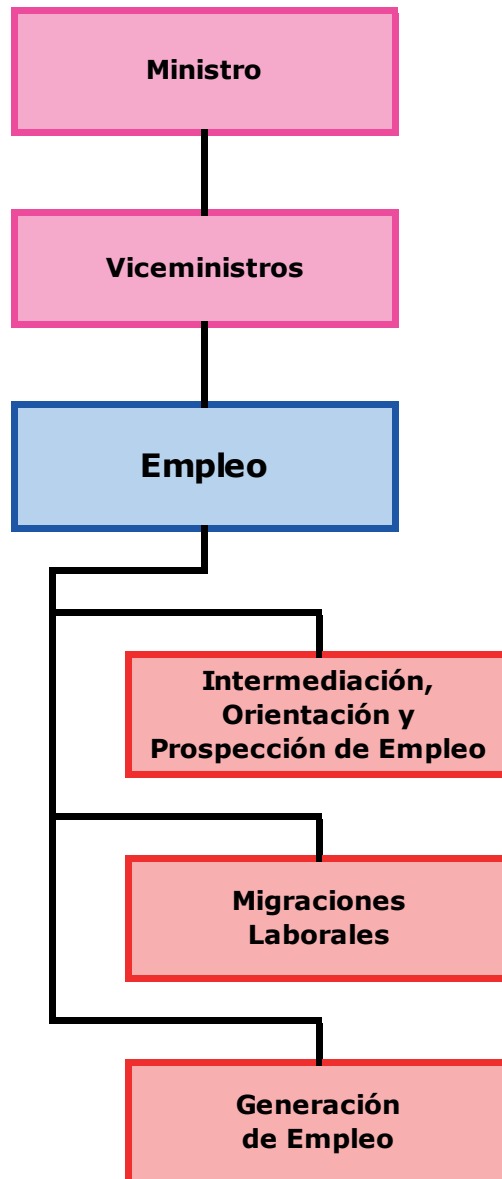 Ministro
Viceministros
Empleo
Intermediación,
Orientación y
Prospección de Empleo
Migraciones
Laborales
Generación
de Empleo